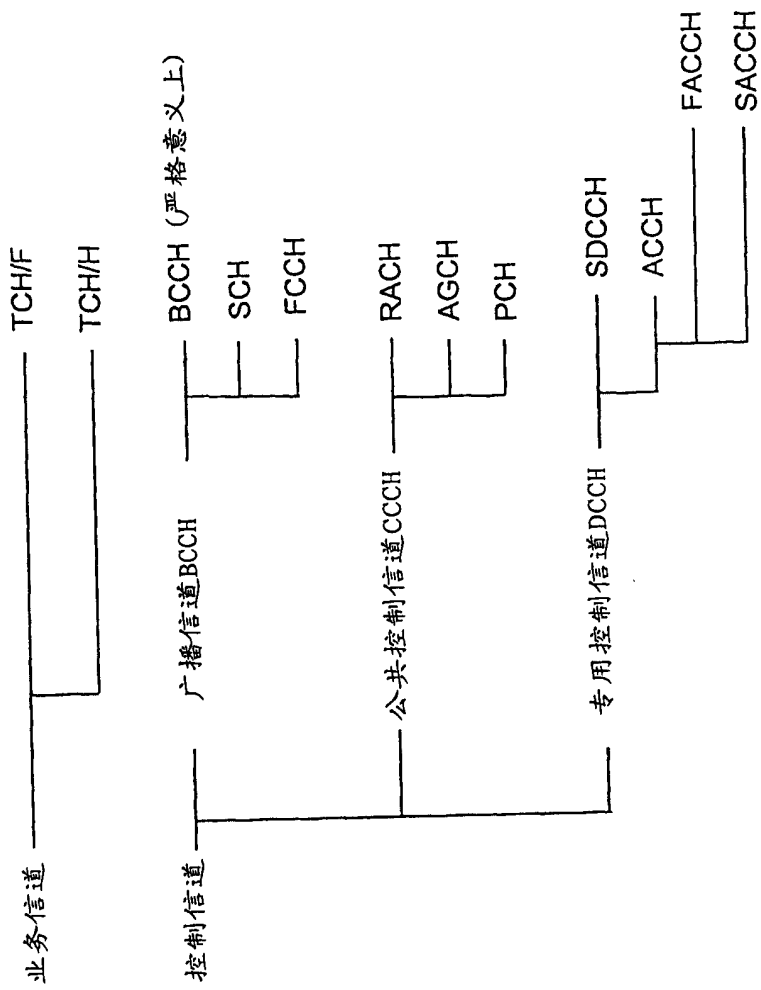 业务信道
TCH/F
TCH/H
控制信道
广播信道BCCH
BCCH (严格意义上)
SCH
FCCH
公共控制信道CCCH
RACH
AGCH
PCH
专用控制信道DCCH
SDCCH
ACCH
FACCH
SACCH